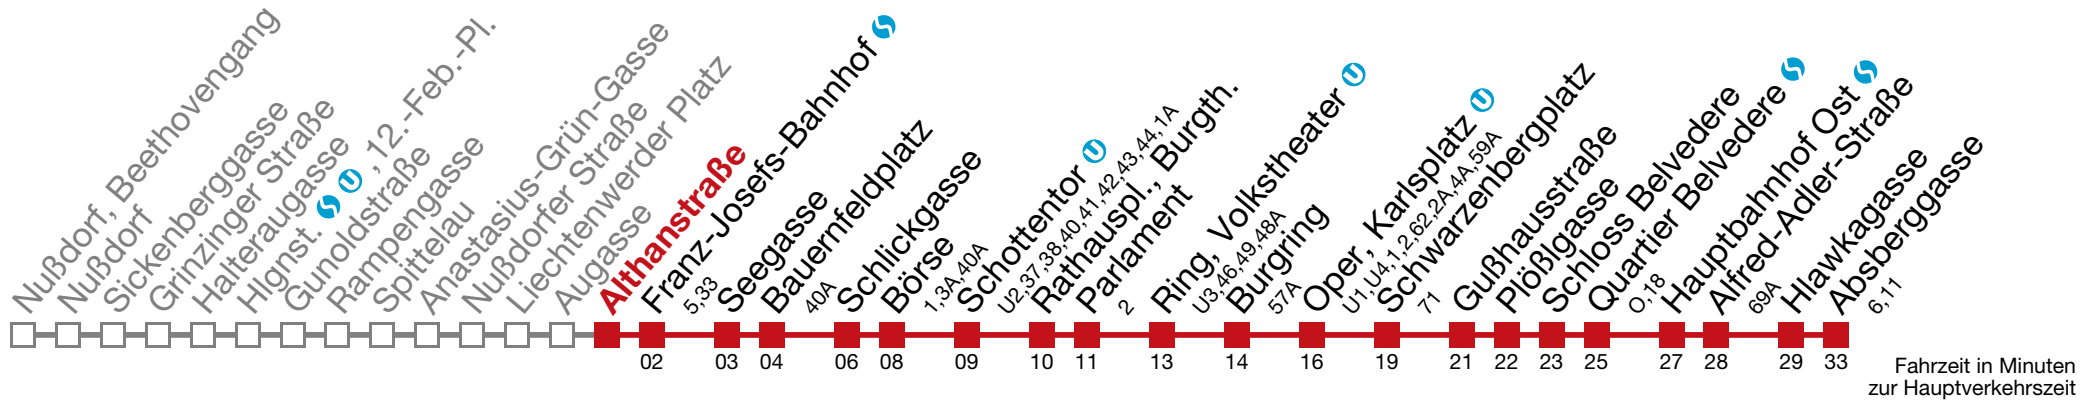 Nußdorf, Beethovengang
Nußdorf
Sickenberggasse
Grinzinger Straße
Halteraugasse
Hlgnst. S U , 12.-Feb.-Pl.
Gunoldstraße
Rampengasse
Spittelau
Anastasius-Grün-Gasse
Nußdorfer Straße
Liechtenwerder Platz
Augasse
Althanstraße
Franz-Josefs-Bahnhof S
5,33
Seegasse
Bauernfeldplatz
40A
Schlickgasse
Börse
1,3A,40A
Schottentor U
U2,37,38,40,41,42,43,44,1A
Rathauspl., Burgth.
Parlament
2
Ring, Volkstheater U
U3,46,49,48A
Burgring
57A
Oper, Karlsplatz U
U1,U4,1,2,62,2A,4A,59A
Schwarzenbergplatz
71
Gußhausstraße
Plößlgasse
Schloss Belvedere
Quartier Belvedere S
O,18
Hauptbahnhof Ost S
Alfred-Adler-Straße
69A
Hlawkagasse
Absberggasse
6,11
02 03 04 06 08 09 10 11 13 14 16 19 21 22 23 25 27 28 29 33
Fahrzeit in Minuten
zur Hauptverkehrszeit